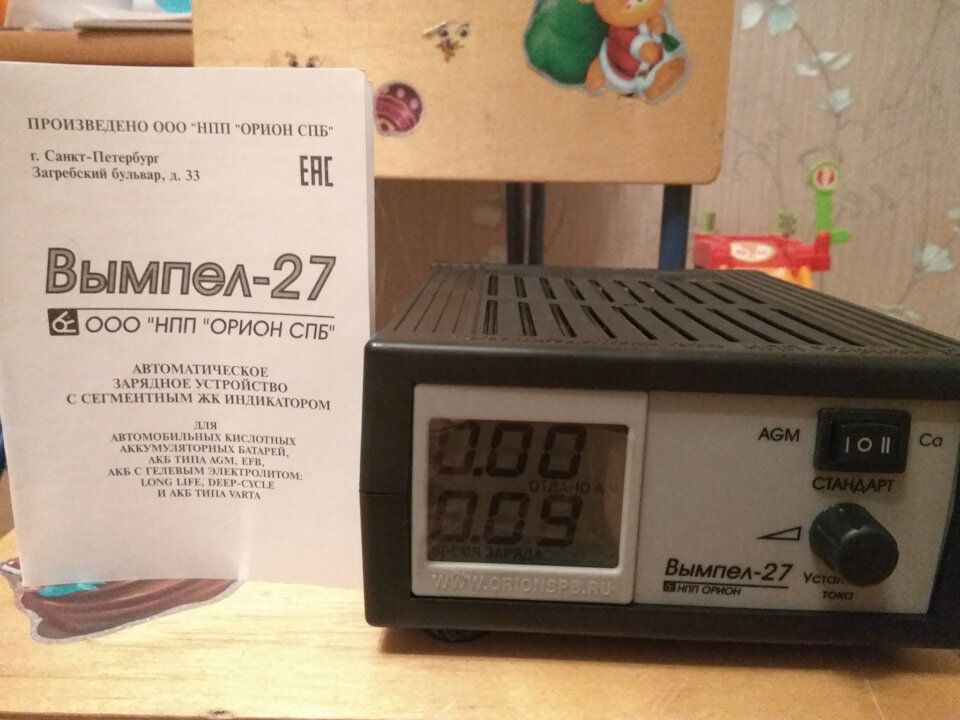 ПРОИЗВЕДЕНО ООО "НПП "ОРИОН СПБ"
г. Санкт-Петербург
Загребский бульвар, д. 33
ЕАС
Вымпел-27
ООО "НПП "ОРИОН СПБ"
АВТОМАТИЧЕСКОЕ
ЗАРЯДНОЕ УСТРОЙСТВО
С СЕГМЕНТНЫМ ЖК ИНДИКАТОРОМ
ДЛЯ
АВТОМОБИЛЬНЫХ КИСЛОТНЫХ
АККУМУЛЯТОРНЫХ БАТАРЕЙ,
АКБ ТИПА AGM, EFB,
АКБ С ГЕЛЕВЫМ ЭЛЕКТРОЛИТОМ:
LONG LIFE, DEEP-CYCLE
И АКБ ТИПА VARTA
0.00
ОТДАНО А Ч
0.09
ВРЕМЯ ЗАРЯДА
WWW.ORIONSPB.RU
AGM
I O II
Ca
СТАНДАРТ
Вымпел-27
НПП ОРИОН
тока